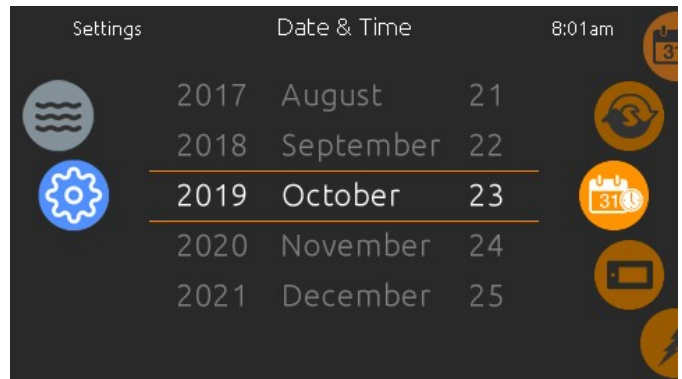 Settings Date & Time 8:01am
31
2017 August 21
2018 September 22
2019 October 23
31
2020 November 24
2021 December 25